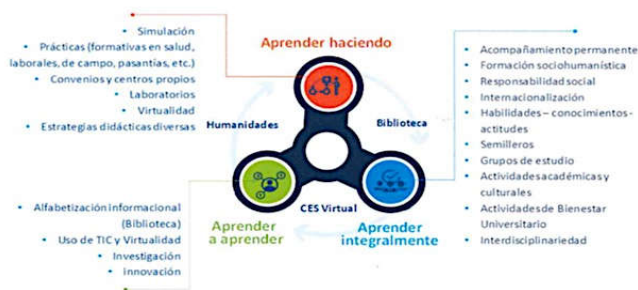 Simulación
Prácticas (formativas en salud,
laborales, de campo, pasantías, etc.)
Convenios y centros propios
Laboratorios
Virtualidad
Estrategias didácticas diversas
Aprender haciendo
Humanidades
Biblioteca
CES Virtual
Aprender
a aprender
Aprender
integralmente
Alfabetización informacional
(Biblioteca)
Uso de TIC y Virtualidad
Investigación
innovación
Acompañamiento permanente
Formación sociohumanística
Responsabilidad social
Internacionalización
Habilidades – conocimientos -
actitudes
Semilleros
Grupos de estudio
Actividades académicas y
culturales
Actividades de Bienestar
Universitario
Interdisciplinariedad